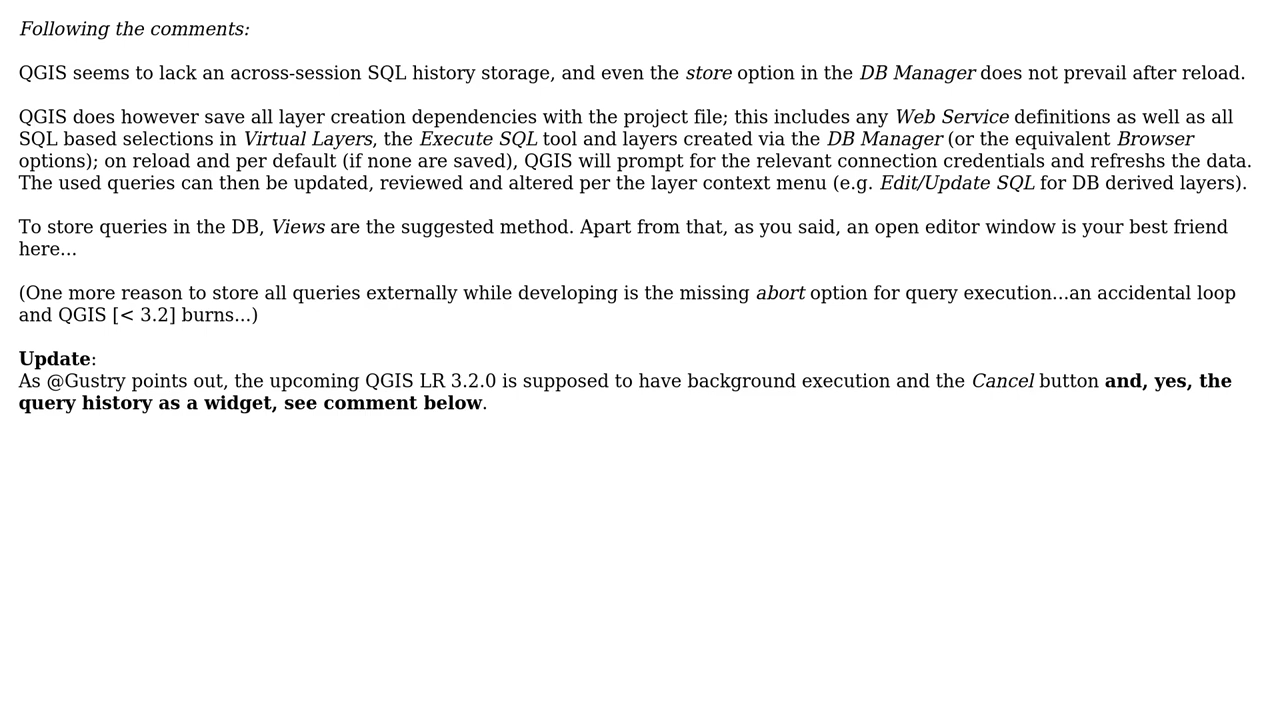 Following the comments:
QGIS seems to lack an across-session SQL history storage, and even the store option in the DB Manager does not prevail after reload.
QGIS does however save all layer creation dependencies with the project file; this includes any Web Service definitions as well as all
SQL based selections in Virtual Layers, the Execute SQL tool and layers created via the DB Manager (or the equivalent Browser
options); on reload and per default (if none are saved), QGIS will prompt for the relevant connection credentials and refreshs the data.
The used queries can then be updated, reviewed and altered per the layer context menu (e.g. Edit/Update SQL for DB derived layers).
To store queries in the DB, Views are the suggested method. Apart from that, as you said, an open editor window is your best friend
here...
(One more reason to store all queries externally while developing is the missing abort option for query execution...an accidental loop
and QGIS [< 3.2] burns...)
Update:
As @Gustry points out, the upcoming QGIS LR 3.2.0 is supposed to have background execution and the Cancel button and, yes, the
query history as a widget, see comment below.